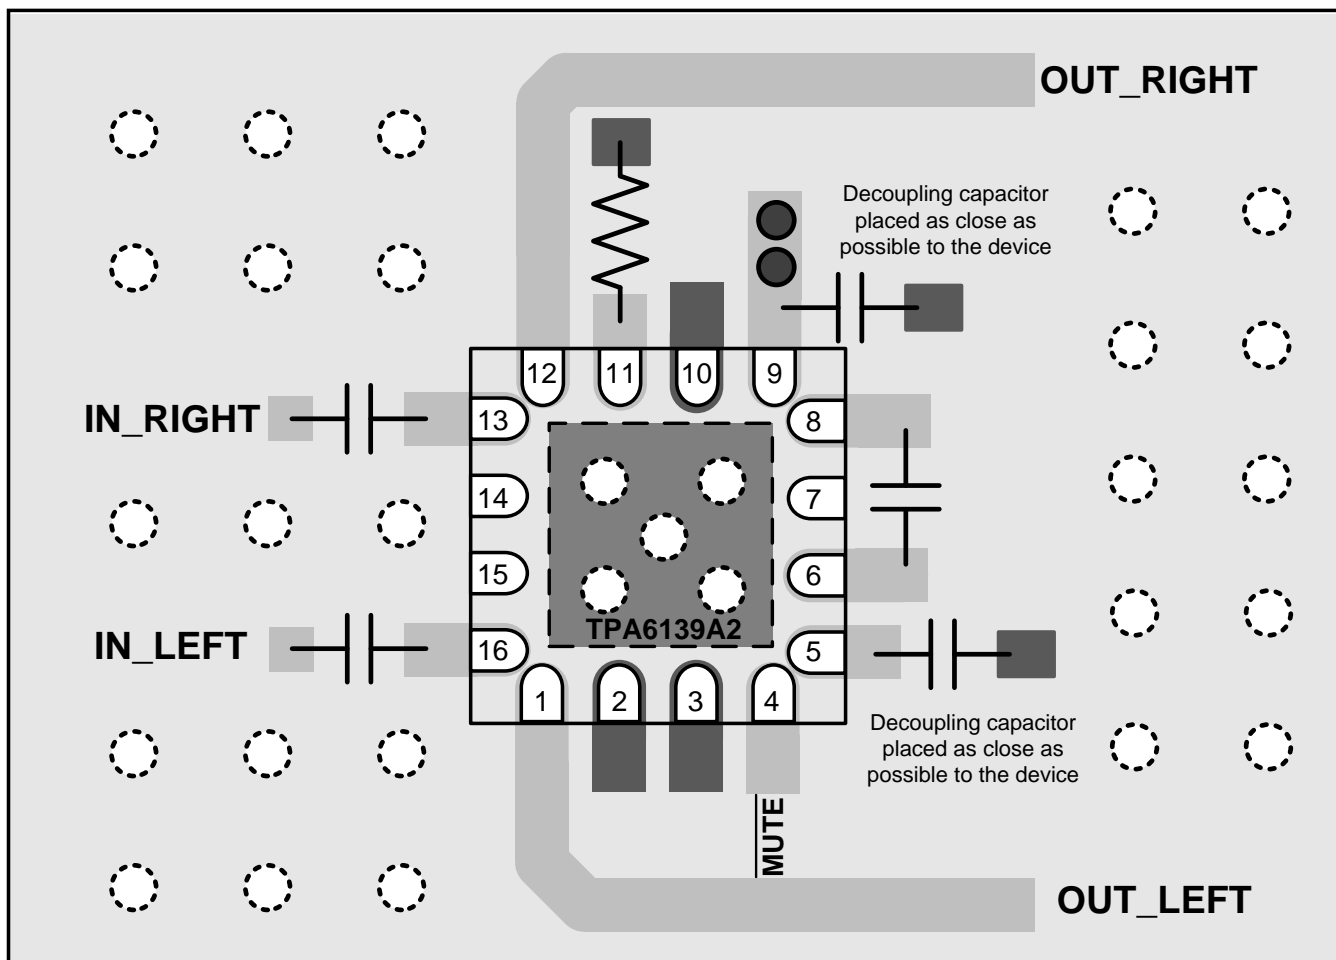 OUT_RIGHT
Decoupling capacitor
placed as close as
possible to the device
12
11
10
9
IN_RIGHT
13
8
14
7
15
6
TPA6139A2
IN_LEFT
16
5
1
2
3
4
Decoupling capacitor
placed as close as
possible to the device
MUTE
OUT_LEFT